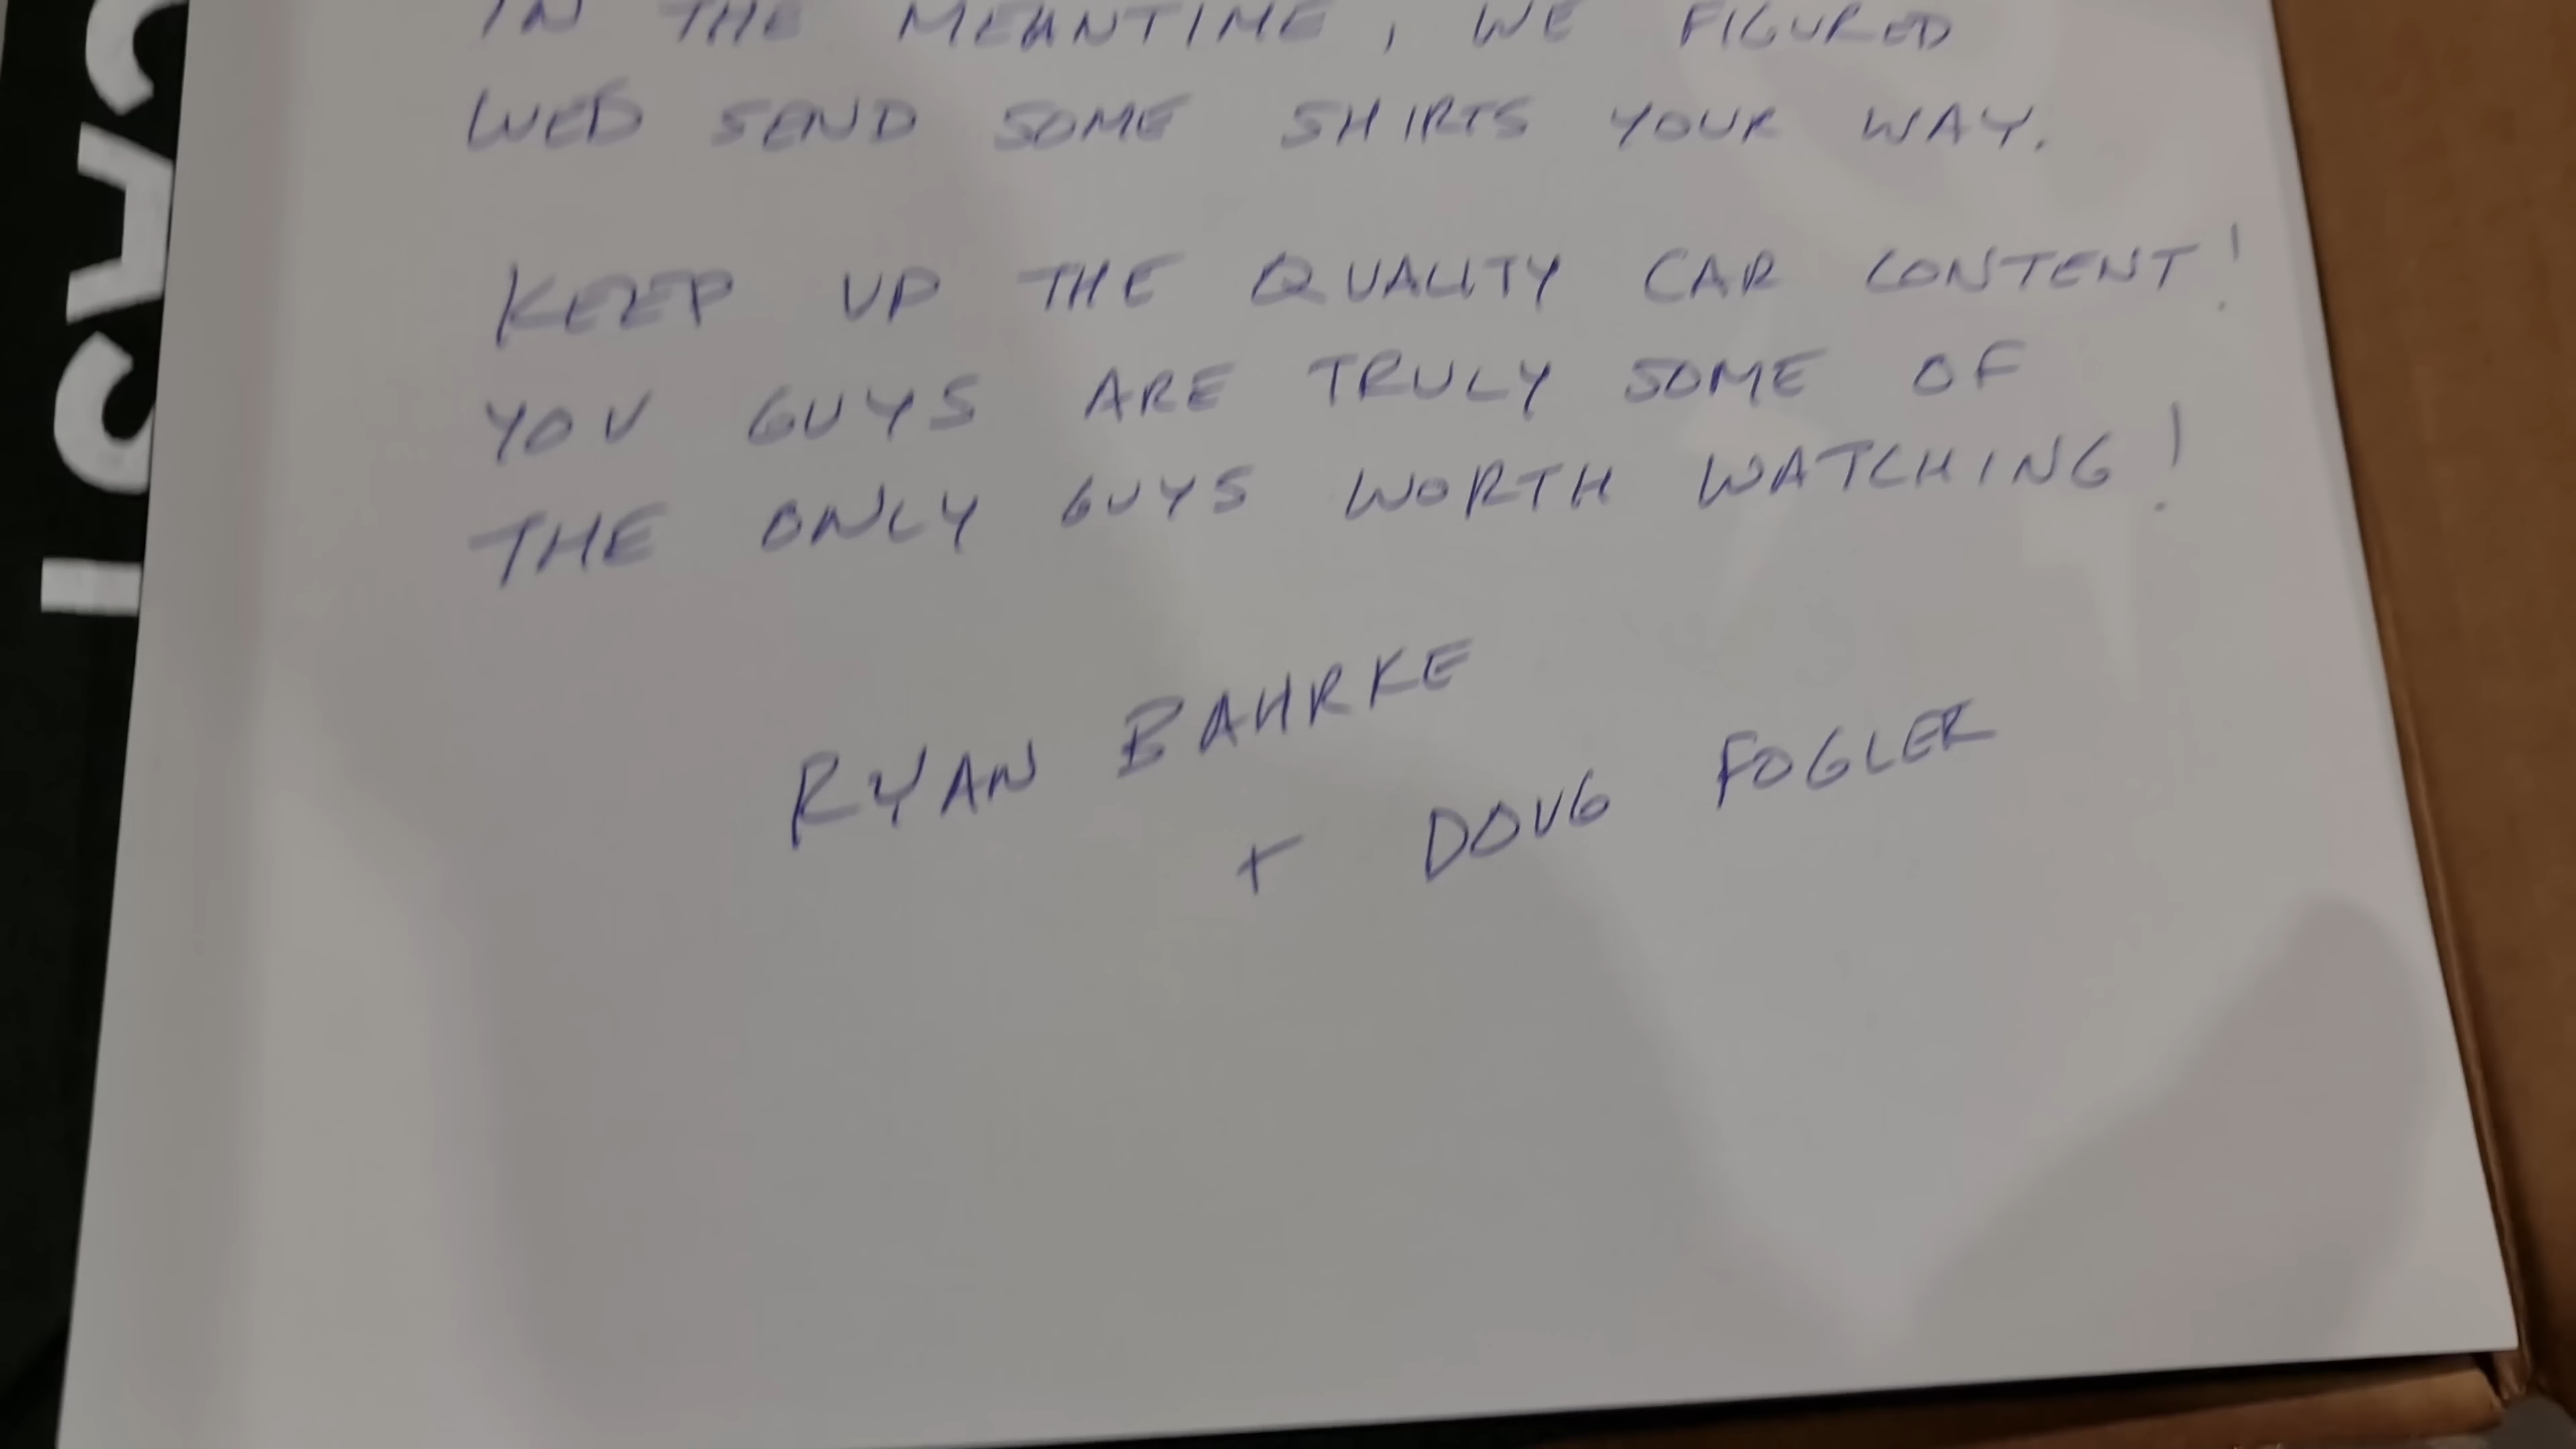 IN THE MEANTIME, WE FIGURED
WED SEND SOME SHIRTS YOUR WAY.
KEEP UP THE QUALITY CAR CONTENT!
YOU GUYS ARE TRULY SOME OF
THE ONLY GUYS WORTH WATCHING!
RYAN BAHRKE
+ DOUG FOGLER